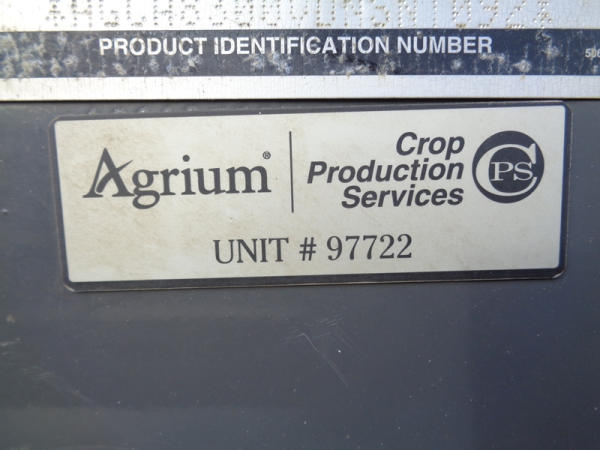 PRODUCT IDENTIFICATION NUMBER
Agrium®
Crop
Production
Services
CPS
UNIT # 97722